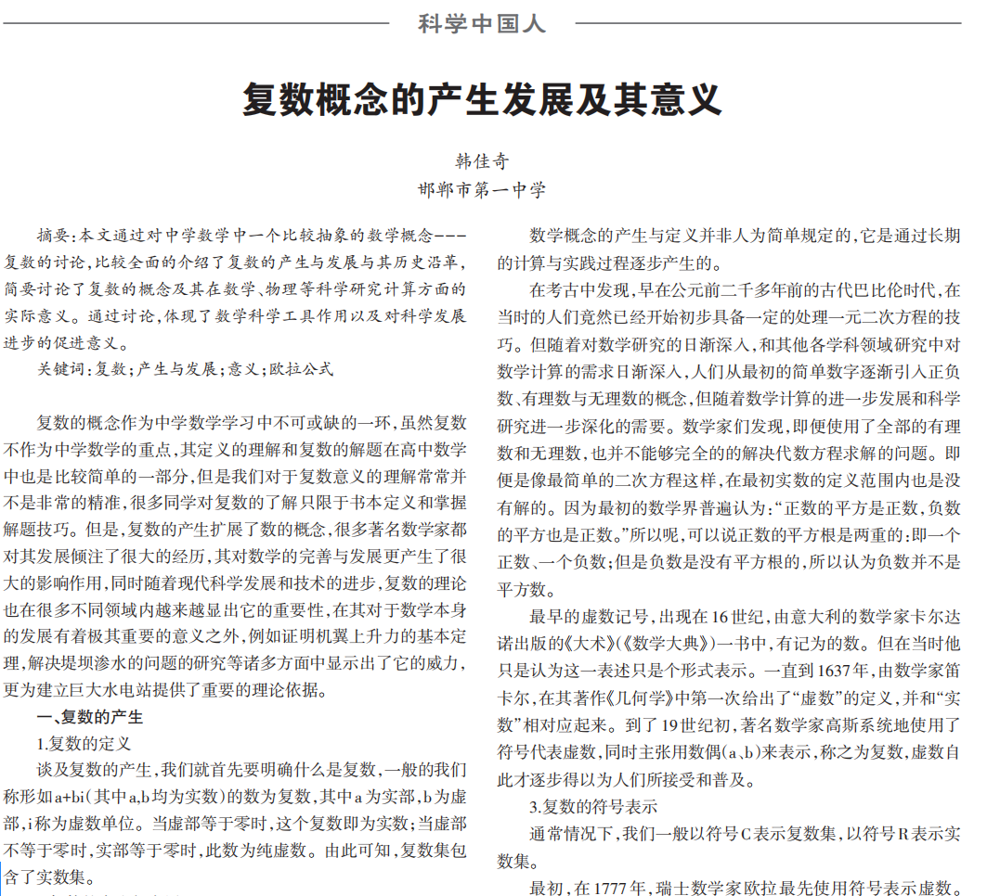 科学中国人
复数概念的产生发展及其意义
韩佳奇
邯郸市第一中学
摘要:本文通过对中学数学中一个比较抽象的数学概念---
复数的讨论,比较全面的介绍了复数的产生与发展与其历史沿革,
简要讨论了复数的概念及其在数学、物理等科学研究计算方面的
实际意义。通过讨论,体现了数学科学工具作用以及对科学发展
进步的促进意义。
关键词:复数;产生与发展;意义;欧拉公式
复数的概念作为中学数学学习中不可或缺的一环,虽然复数
不作为中学数学的重点,其定义的理解和复数的解题在高中数学
中也是比较简单的一部分,但是我们对于复数意义的理解常常并
不是非常的精准,很多同学对复数的了解只限于书本定义和掌握
解题技巧。但是,复数的产生扩展了数的概念,很多著名数学家都
对其发展倾注了很大的经历,其对数学的完善与发展更产生了很
大的影响作用,同时随着现代科学发展和技术的进步,复数的理论
也在很多不同领域内越来越显出它的重要性,在其对于数学本身
的发展有着极其重要的意义之外,例如证明机翼上升力的基本定
理,解决堤坝渗水的问题的研究等诸多方面中显示出了它的威力,
更为建立巨大水电站提供了重要的理论依据。
一、复数的产生
1.复数的定义
谈及复数的产生,我们就首先要明确什么是复数,一般的我们
称形如a+bi(其中a,b均为实数)的数为复数,其中a为实部,b为虚
部,i称为虚数单位。当虚部等于零时,这个复数即为实数;当虚部
不等于零时,实部等于零时,此数为纯虚数。由此可知,复数集包
含了实数集。
数学概念的产生与定义并非人为简单规定的,它是通过长期
的计算与实践过程逐步产生的。
在考古中发现,早在公元前二千多年前的古代巴比伦时代,在
当时的人们竟然已经开始初步具备一定的处理一元二次方程的技
巧。但随着对数学研究的日渐深入,和其他各学科领域研究中对
数学计算的需求日渐深入,人们从最初的简单数字逐渐引入正负
数、有理数与无理数的概念,但随着数学计算的进一步发展和科学
研究进一步深化的需要。数学家们发现,即便使用了全部的有理
数和无理数,也并不能够完全的的解决代数方程求解的问题。即
便是像最简单的二次方程这样,在最初实数的定义范围内也是没
有解的。因为最初的数学界普遍认为:“正数的平方是正数,负数
的平方也是正数。”所以呢,可以说正数的平方根是两重的:即一个
正数、一个负数;但是负数是没有平方根的,所以认为负数并不是
平方数。
最早的虚数记号,出现在16世纪,由意大利的数学家卡尔达
诺出版的《大术》(《数学大典》)一书中,有记为的数。但在当时他
只是认为这一表述只是个形式表示。一直到1637年,由数学家笛
卡尔,在其著作《几何学》中第一次给出了“虚数”的定义,并和“实
数”相对应起来。到了19世纪初,著名数学家高斯系统地使用了
符号代表虚数,同时主张用数偶(a、b)来表示,称之为复数,虚数自
此才逐步得以为人们所接受和普及。
3.复数的符号表示
通常情况下,我们一般以符号C表示复数集,以符号R表示实
数集。
最初,在1777年,瑞士数学家欧拉最先使用符号表示虚数。